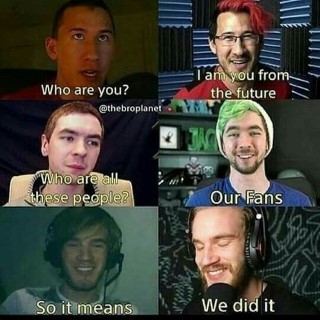 Who are you?
I am you from
the future
@thebroplanet
Who are all
these people?
Our Fans
So it means
We did it